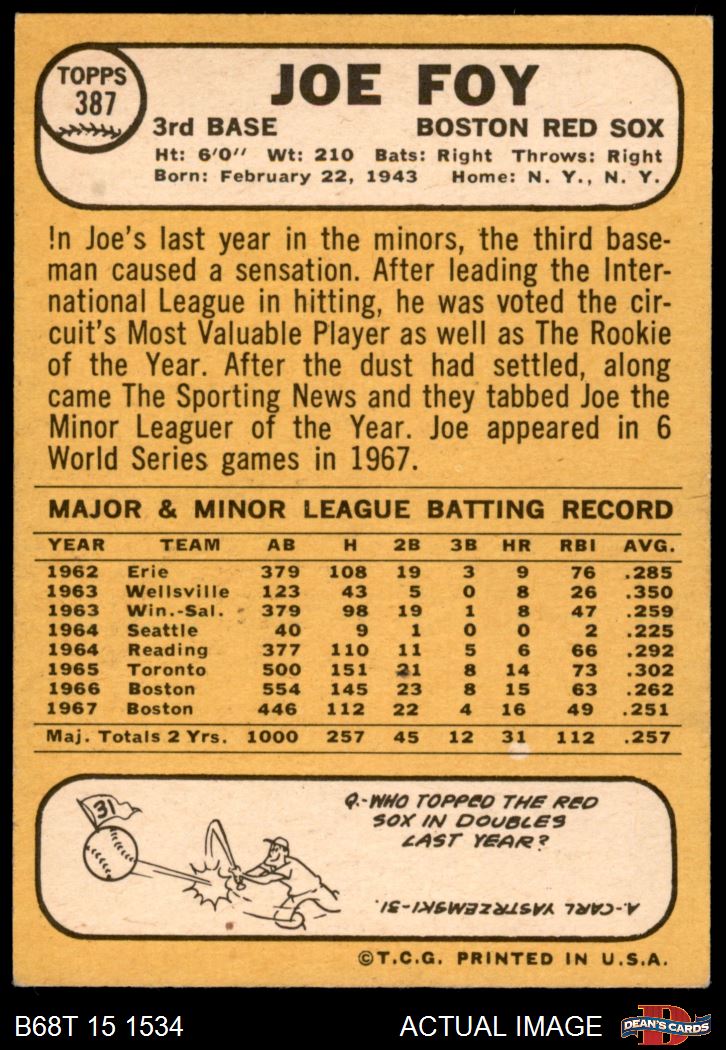 TOPPS
387
JOE FOY
3rd BASE BOSTON RED SOX
Ht: 6'0'' Wt: 210 Bats: Right Throws: Right
Born: February 22, 1943 Home: N. Y., N. Y.
In Joe's last year in the minors, the third base-
man caused a sensation. After leading the Inter-
national League in hitting, he was voted the cir-
cuit's Most Valuable Player as well as The Rookie
of the Year. After the dust had settled, along
came The Sporting News and they tabbed Joe the
Minor Leaguer of the Year. Joe appeared in 6
World Series games in 1967.
MAJOR & MINOR LEAGUE BATTING RECORD
YEAR TEAM AB H 2B 3B HR RBI AVG.
1962 Erie 379 108 19 3 9 76 .285
1963 Wellsville 123 43 5 0 8 26 .350
1963 Win.-Sal. 379 98 19 1 8 47 .259
1964 Seattle 40 9 1 0 0 2 .225
1964 Reading 377 110 11 5 6 66 .292
1965 Toronto 500 151 21 8 14 73 .302
1966 Boston 554 145 23 8 15 63 .262
1967 Boston 446 112 22 4 16 49 .251
Maj. Totals 2 Yrs. 1000 257 45 12 31 112 .257
31
Q.-WHO TOPPED THE RED
SOX IN DOUBLES
LAST YEAR?
A.-CARL YASTRZEMSKI-31.
©T.C.G. PRINTED IN U.S.A.
B68T 15 1534 ACTUAL IMAGE
D
DEAN'S CARDS